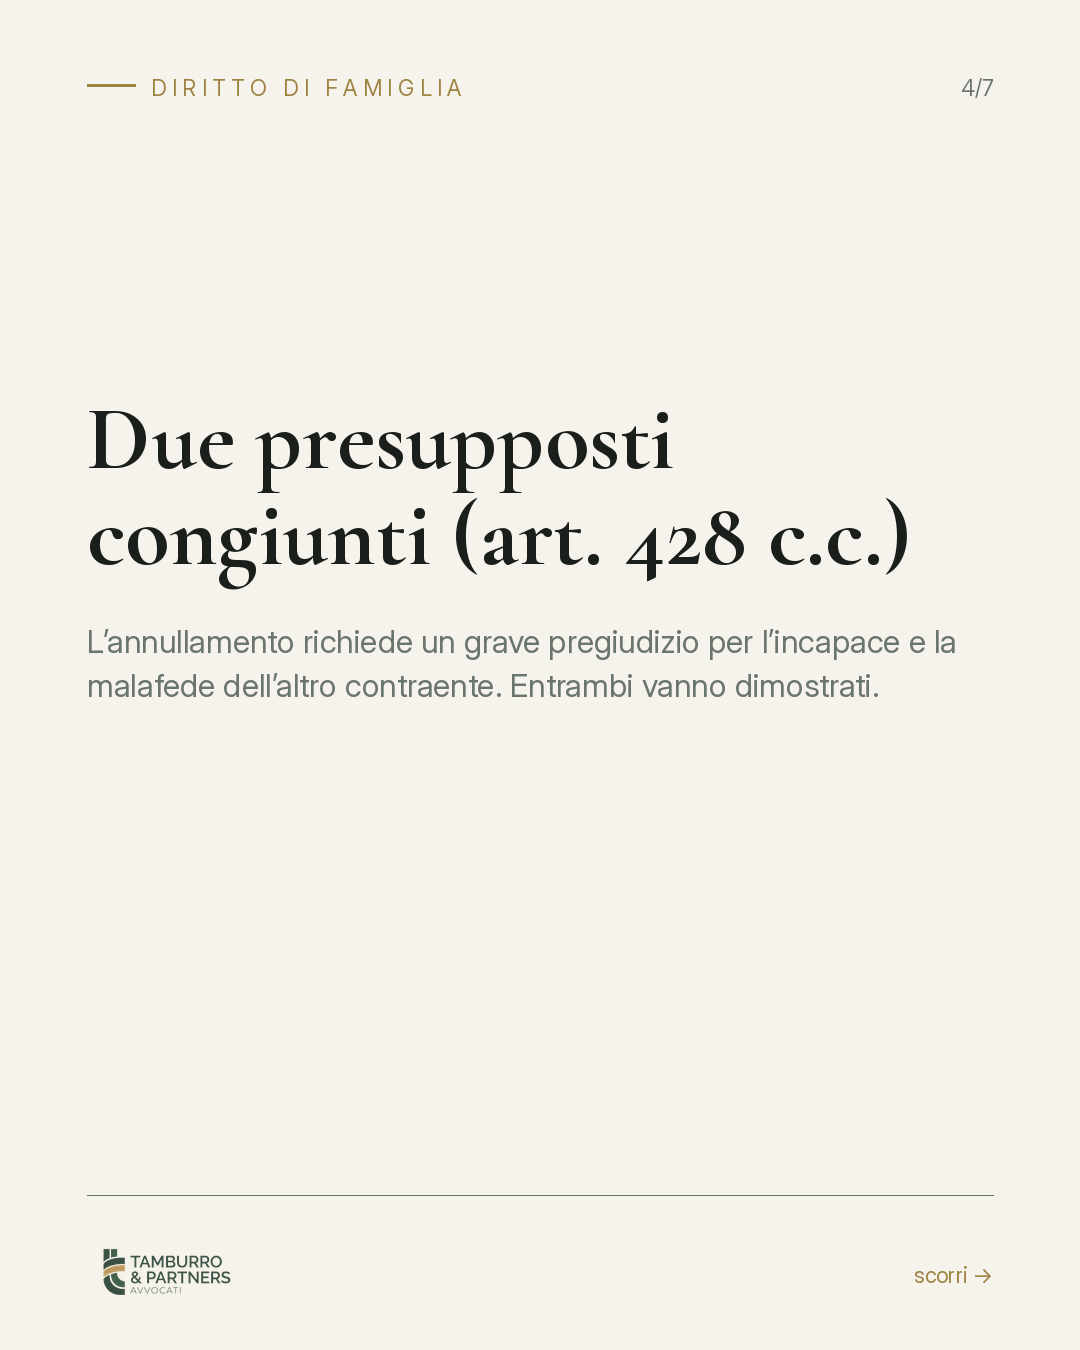 DIRITTO DI FAMIGLIA
4/7
Due presupposti
congiunti (art. 428 c.c.)
L’annullamento richiede un grave pregiudizio per l’incapace e la
malafede dell’altro contraente. Entrambi vanno dimostrati.
TAMBURRO
& PARTNERS
AVVOCATI
scorri →